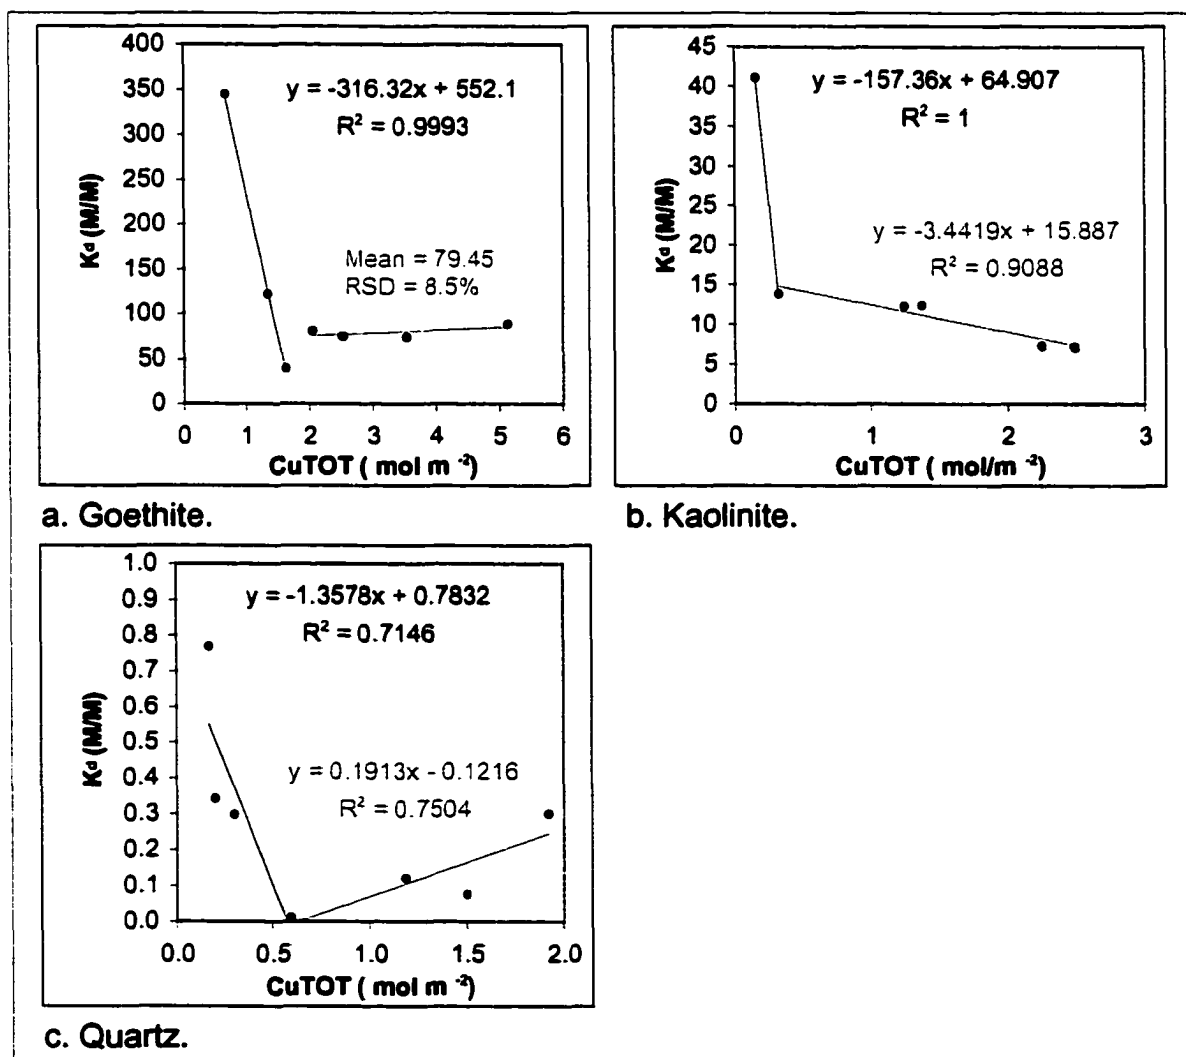 400
350
300
250
200
150
100
50
0
Kd (M/M)
y = -316.32x + 552.1
R² = 0.9993
Mean = 79.45
RSD = 8.5%
0 1 2 3 4 5 6
CuTOT ( mol m -2)
a. Goethite.
45
40
35
30
25
20
15
10
5
0
Kd (M/M)
y = -157.36x + 64.907
R² = 1
y = -3.4419x + 15.887
R² = 0.9088
0 1 2 3
CuTOT ( mol/m -2)
b. Kaolinite.
1.0
0.9
0.8
0.7
0.6
0.5
0.4
0.3
0.2
0.1
0.0
Kd (M/M)
y = -1.3578x + 0.7832
R² = 0.7146
y = 0.1913x - 0.1216
R² = 0.7504
0.0 0.5 1.0 1.5 2.0
CuTOT ( mol m -2)
c. Quartz.